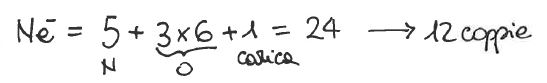 Ne⁻ = 5 + 3×6 + 1 = 24 → 12 coppie
N O carica